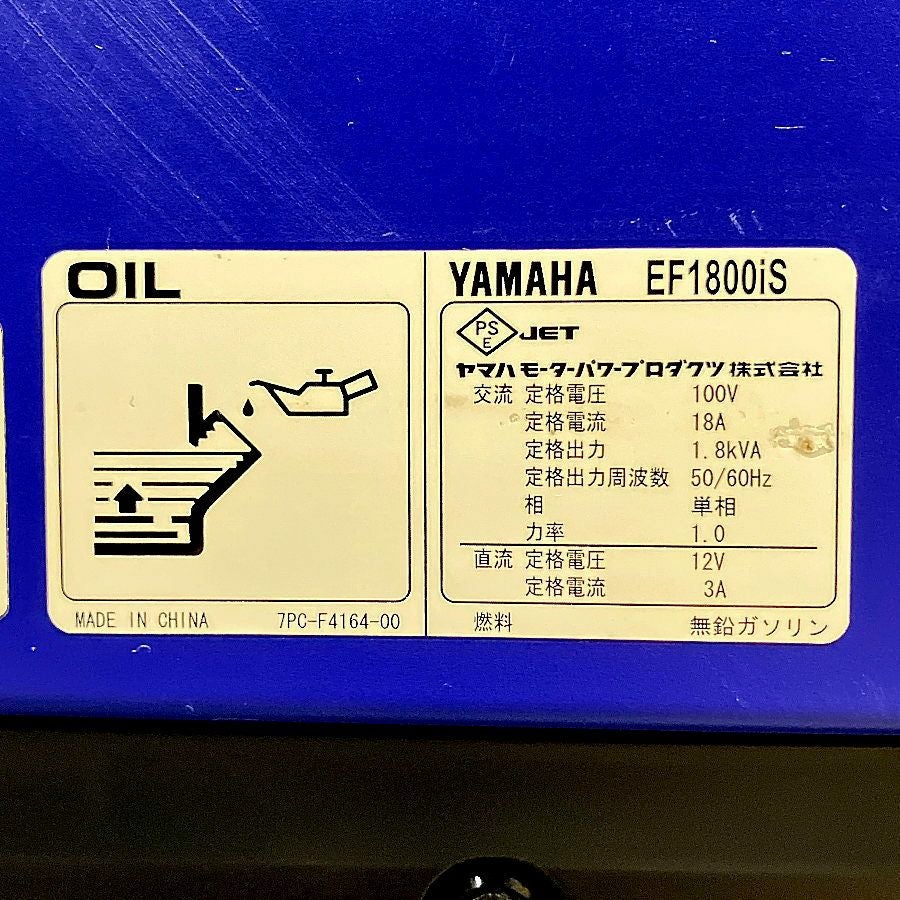 OIL
MADE IN CHINA 7PC-F4164-00
YAMAHA EF1800iS
PS
E
JET
ヤマハモーターパワープロダクツ株式会社
交流 定格電圧 100V
定格電流 18A
定格出力 1.8kVA
定格出力周波数 50/60Hz
相 単相
力率 1.0
直流 定格電圧 12V
定格電流 3A
燃料 無鉛ガソリン